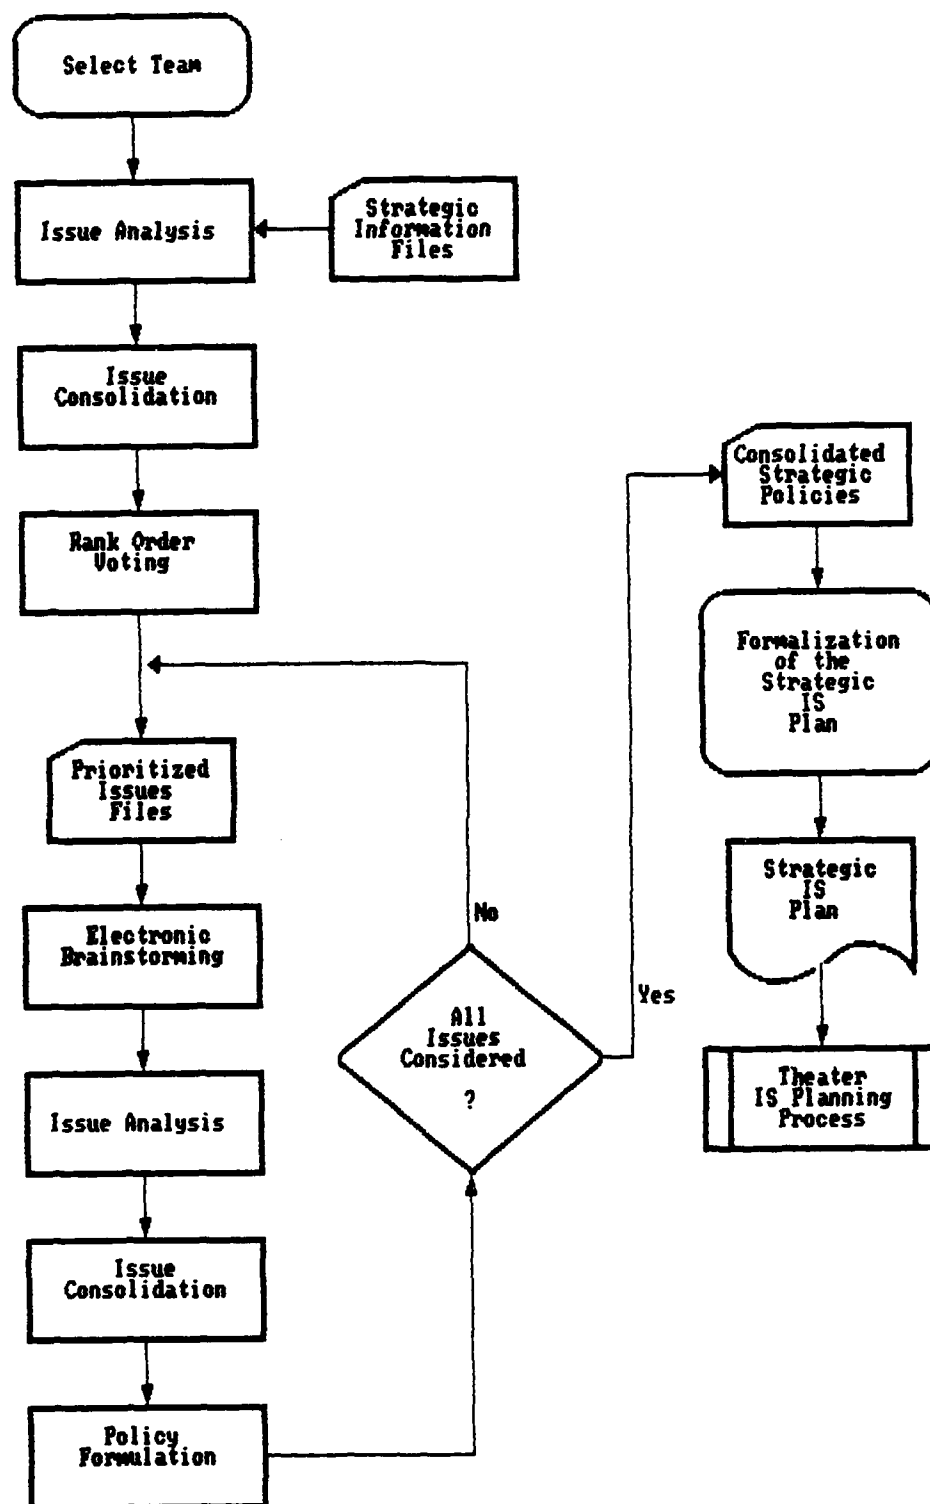 Select Team
Issue Analysis
Strategic
Information
Files
Issue
Consolidation
Rank Order
Voting
Prioritized
Issues
Files
Electronic
Brainstorming
Issue Analysis
Issue
Consolidation
Policy
Formulation
All
Issues
Considered
?
No
Yes
Consolidated
Strategic
Policies
Formalization
of the
Strategic
IS
Plan
Strategic
IS
Plan
Theater
IS Planning
Process